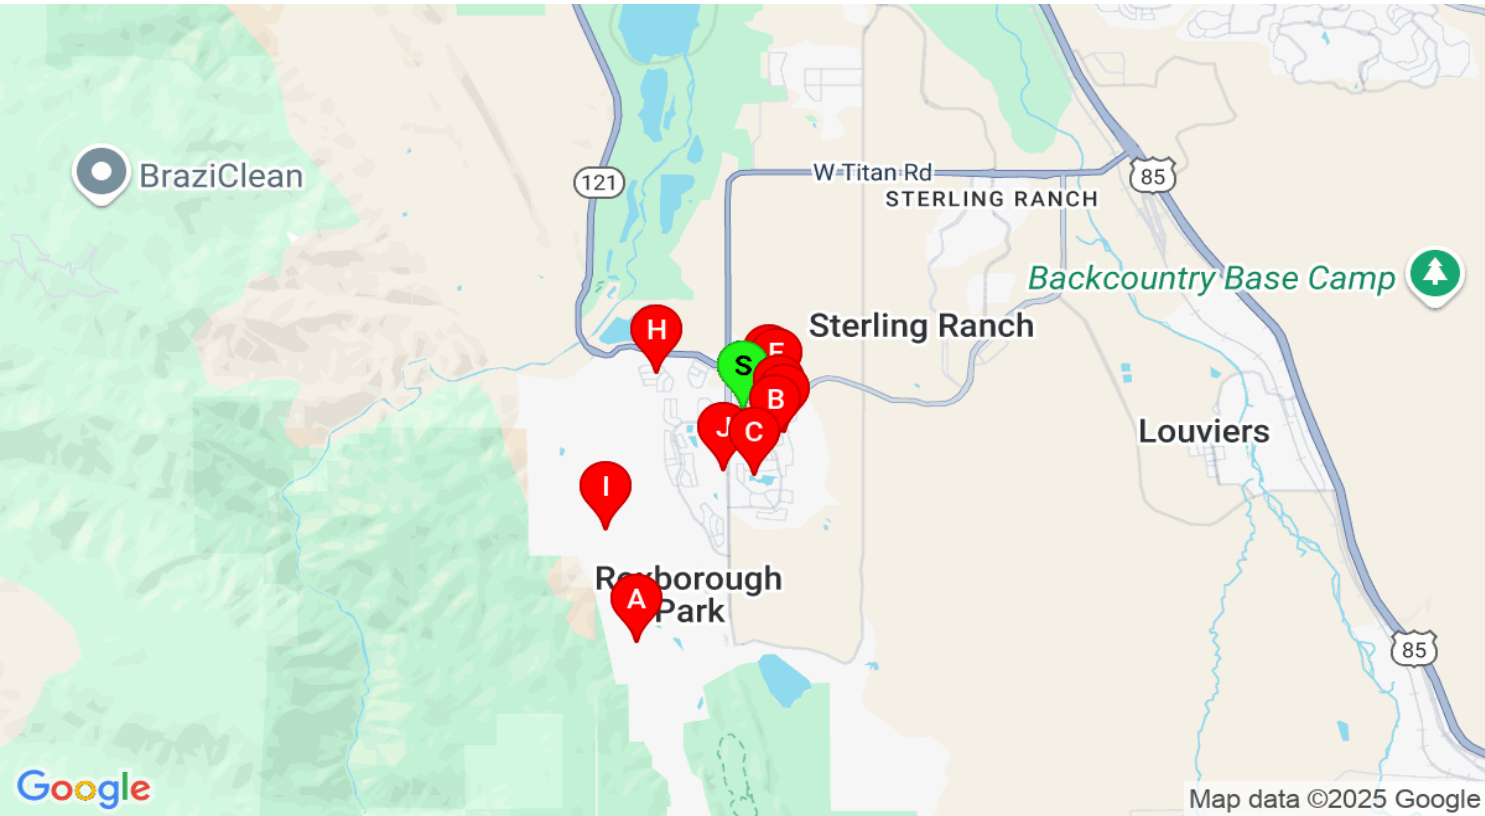 W Titan Rd
BraziClean
121
85
STERLING RANCH
Backcountry Base Camp
H
Sterling Ranch
S
B
J
C
Louviers
I
Roxborough
A
Park
85
Google
Map data ©2025 Google